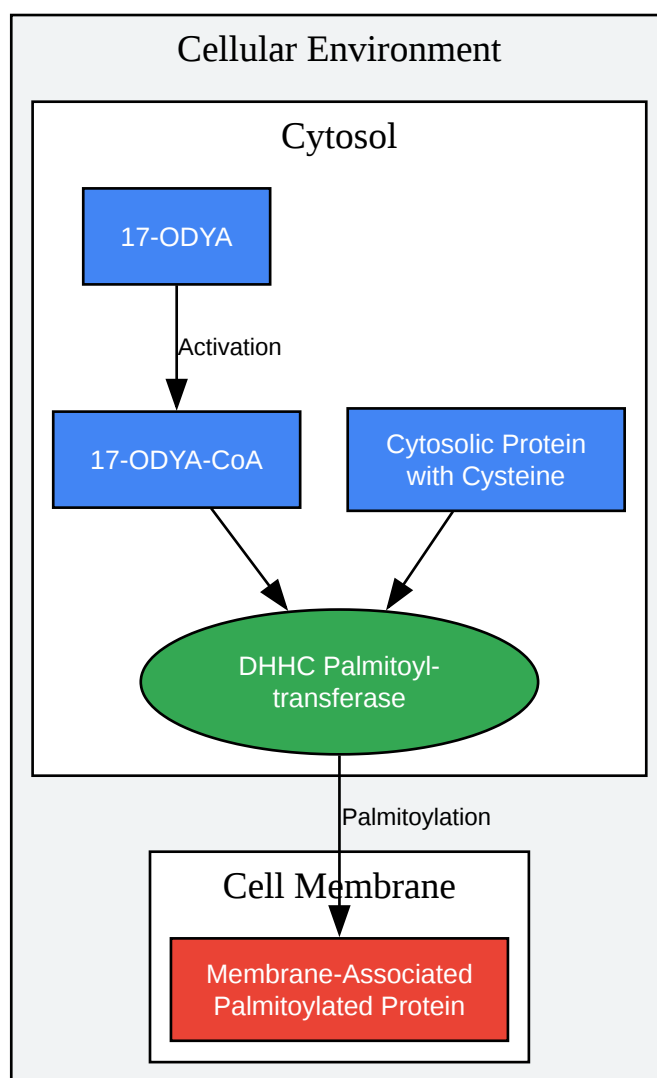 Cellular Environment
Cytosol
17-ODYA
Activation
17-ODYA-CoA
Cytosolic Protein
with Cysteine
DHHC Palmitoyl-
transferase
Palmitoylation
Cell Membrane
Membrane-Associated
Palmitoylated Protein